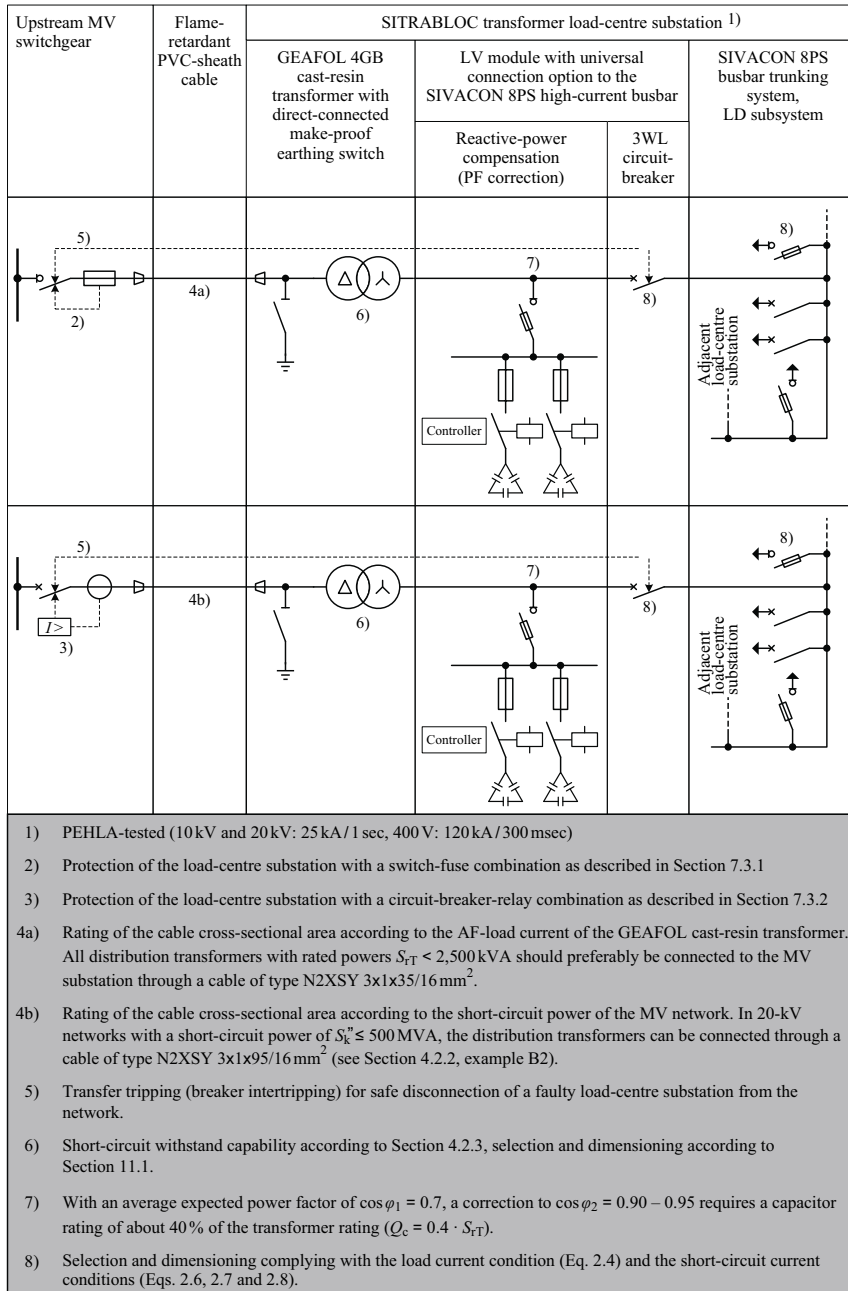 Upstream MV
switchgear
Flame-
retardant
PVC-sheath
cable
SITRABLOC transformer load-centre substation 1)
GEAFOL 4GB
cast-resin
transformer with
direct-connected
make-proof
earthing switch
LV module with universal
connection option to the
SIVACON 8PS high-current busbar
Reactive-power
compensation
(PF correction)
3WL
circuit-
breaker
SIVACON 8PS
busbar trunking
system,
LD subsystem
5)
2)
4a)
6)
7)
Controller
8)
8)
Adjacent
load-centre
substation
5)
I>
3)
4b)
6)
7)
Controller
8)
8)
Adjacent
load-centre
substation
1) PEHLA-tested (10 kV and 20 kV: 25 kA / 1 sec, 400 V: 120 kA / 300 msec)
2) Protection of the load-centre substation with a switch-fuse combination as described in Section 7.3.1
3) Protection of the load-centre substation with a circuit-breaker-relay combination as described in Section 7.3.2
4a) Rating of the cable cross-sectional area according to the AF-load current of the GEAFOL cast-resin transformer.
All distribution transformers with rated powers SrT < 2,500 kVA should preferably be connected to the MV
substation through a cable of type N2XSY 3x1x35/16 mm².
4b) Rating of the cable cross-sectional area according to the short-circuit power of the MV network. In 20-kV
networks with a short-circuit power of Sk" ≤ 500 MVA, the distribution transformers can be connected through a
cable of type N2XSY 3x1x95/16 mm² (see Section 4.2.2, example B2).
5) Transfer tripping (breaker intertripping) for safe disconnection of a faulty load-centre substation from the
network.
6) Short-circuit withstand capability according to Section 4.2.3, selection and dimensioning according to
Section 11.1.
7) With an average expected power factor of cos φ1 = 0.7, a correction to cos φ2 = 0.90 – 0.95 requires a capacitor
rating of about 40 % of the transformer rating (Qc = 0.4 · SrT).
8) Selection and dimensioning complying with the load current condition (Eq. 2.4) and the short-circuit current
conditions (Eqs. 2.6, 2.7 and 2.8).